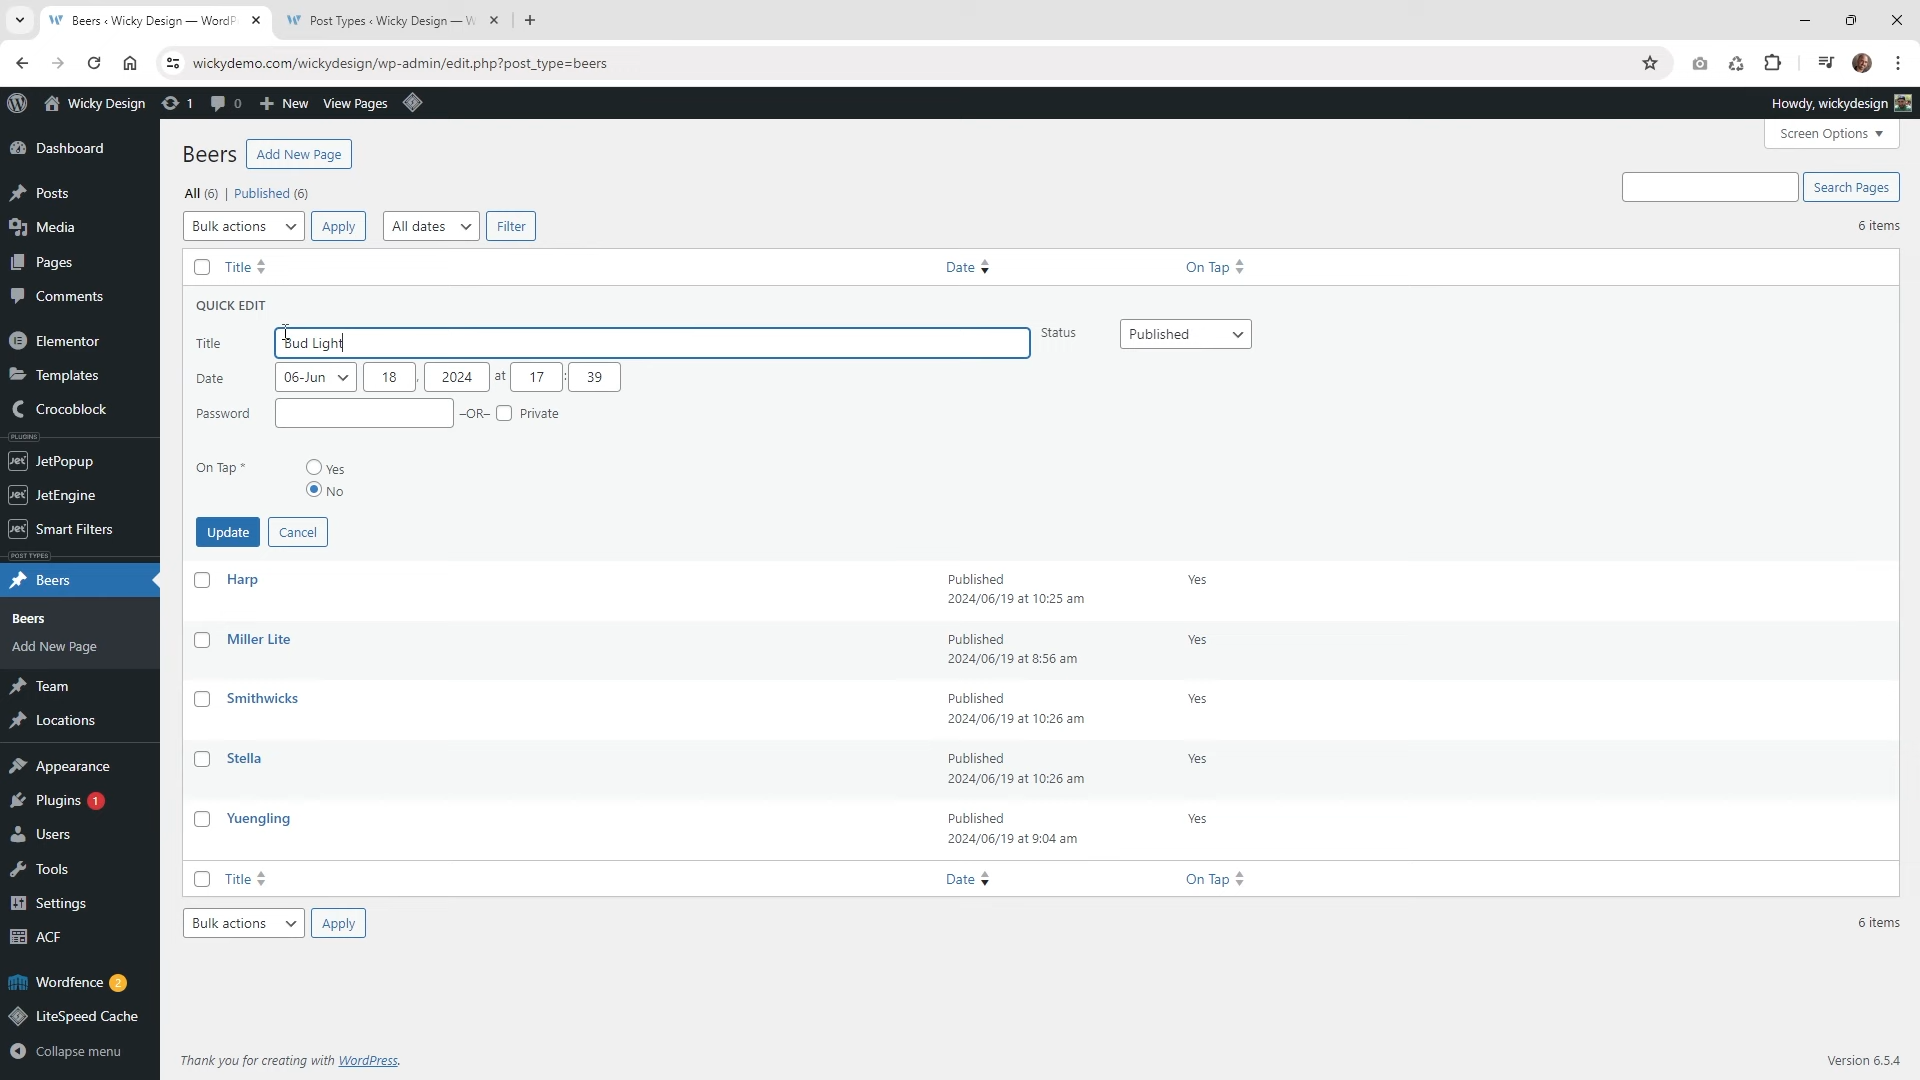 Beers ‹ Wicky Design — WordP
Post Types ‹ Wicky Design — W
wickydemo.com/wickydesign/wp-admin/edit.php?post_type=beers
Wicky Design 1 0 New View Pages
Howdy, wickydesign
Screen Options
Dashboard
Posts
Media
Pages
Comments
Elementor
Templates
Crocoblock
PLUGINS
Jet JetPopup
Jet JetEngine
Jet Smart Filters
POST TYPES
Beers
Beers
Add New Page
Team
Locations
Appearance
Plugins 1
Users
Tools
Settings
ACF
Wordfence 2
LiteSpeed Cache
Collapse menu
Beers Add New Page
All (6) | Published (6)
Search Pages
Bulk actions Apply All dates Filter
6 items
Title Date On Tap
QUICK EDIT
Title Bud Light
Status Published
Date 06-Jun 18 , 2024 at 17 : 39
Password –OR– Private
On Tap * Yes
No
Update Cancel
Harp Published Yes
2024/06/19 at 10:25 am
Miller Lite Published Yes
2024/06/19 at 8:56 am
Smithwicks Published Yes
2024/06/19 at 10:26 am
Stella Published Yes
2024/06/19 at 10:26 am
Yuengling Published Yes
2024/06/19 at 9:04 am
Title Date On Tap
Bulk actions Apply
6 items
Thank you for creating with WordPress.
Version 6.5.4